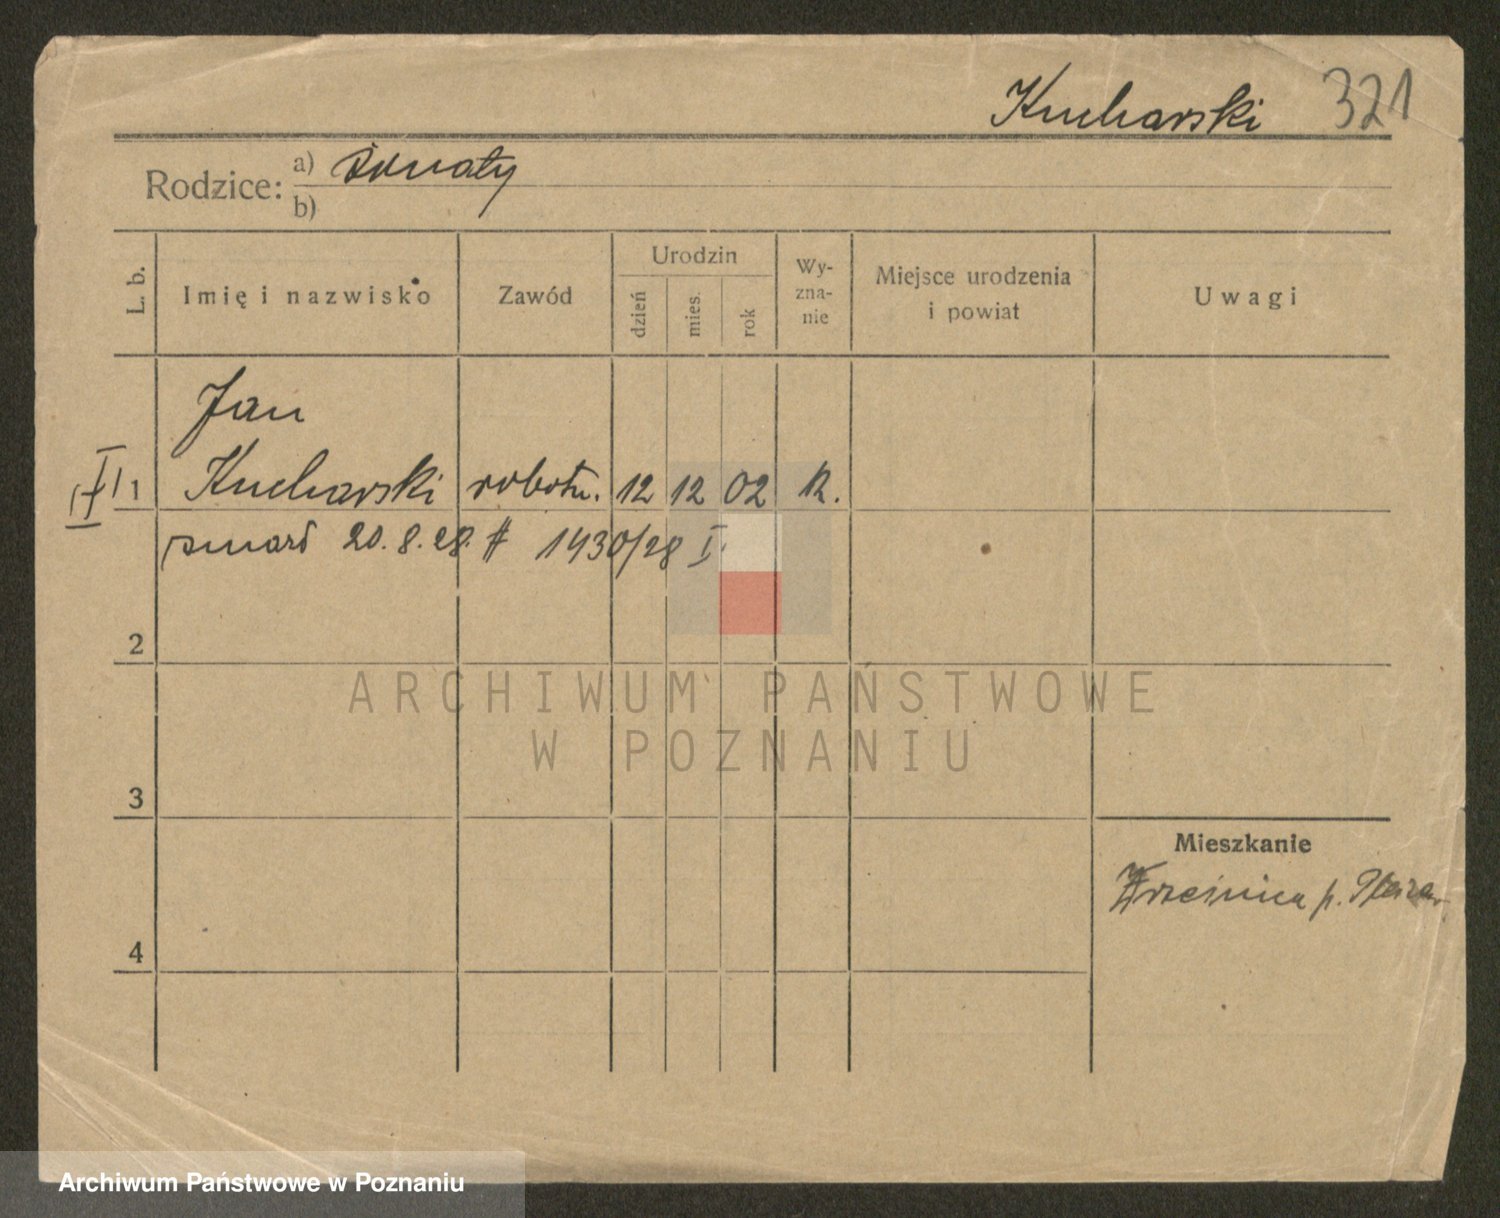 Kucharski 321
Rodzice: a) żonaty
b)
L. b.
Imię i nazwisko
Zawód
Urodzin
dzień
mies.
rok
Wy-
zna-
nie
Miejsce urodzenia
i powiat
Uwagi
Jan
1 Kucharski robotn. 12 12 02 K.
zmarł 20.8.28. # 1430/28 I.
2
3
4
Mieszkanie
p.
ARCHIWUM PAŃSTWOWE
W POZNANIU
Archiwum Państwowe w Poznaniu